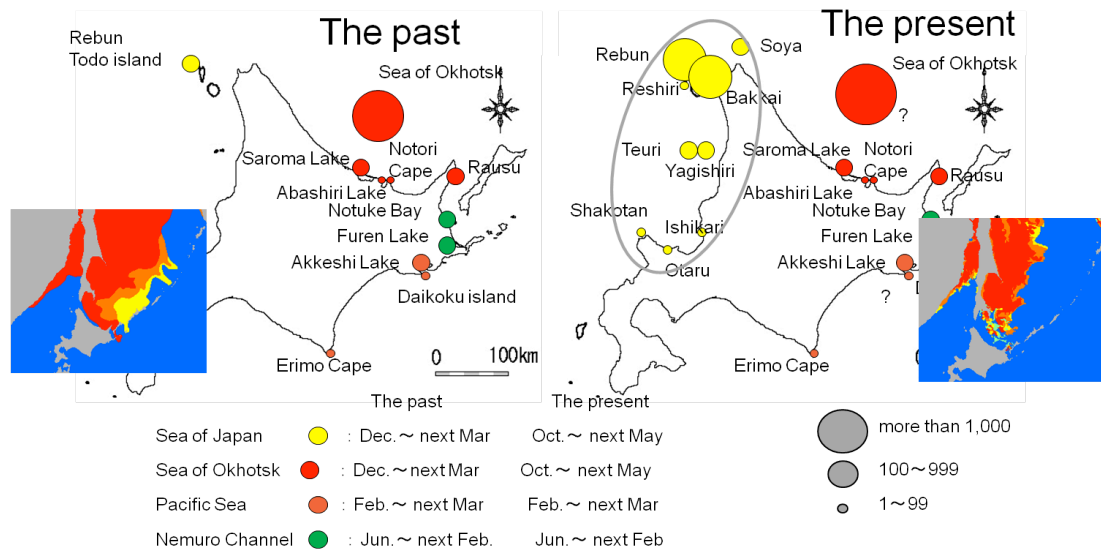 The past
Rebun
Todo island
Sea of Okhotsk
Saroma Lake
Notori
Cape
Abashiri Lake
Rausu
Notuke Bay
Furen Lake
Akkeshi Lake
Daikoku island
Erimo Cape
0 100km
The present
Rebun
Soya
Sea of Okhotsk
Reshiri
Bakkai
?
Teuri
Yagishiri
Saroma Lake
Notori
Cape
Abashiri Lake
Rausu
Notuke Bay
Shakotan
Ishikari
Otaru
Furen Lake
Akkeshi Lake
?
D
Erimo Cape
The past The present
Sea of Japan : Dec.～ next Mar Oct.～ next May
Sea of Okhotsk : Dec.～ next Mar Oct.～ next May
Pacific Sea : Feb.～ next Mar Feb.～ next Mar
Nemuro Channel : Jun.～ next Feb. Jun.～ next Feb
more than 1,000
100～999
1～99